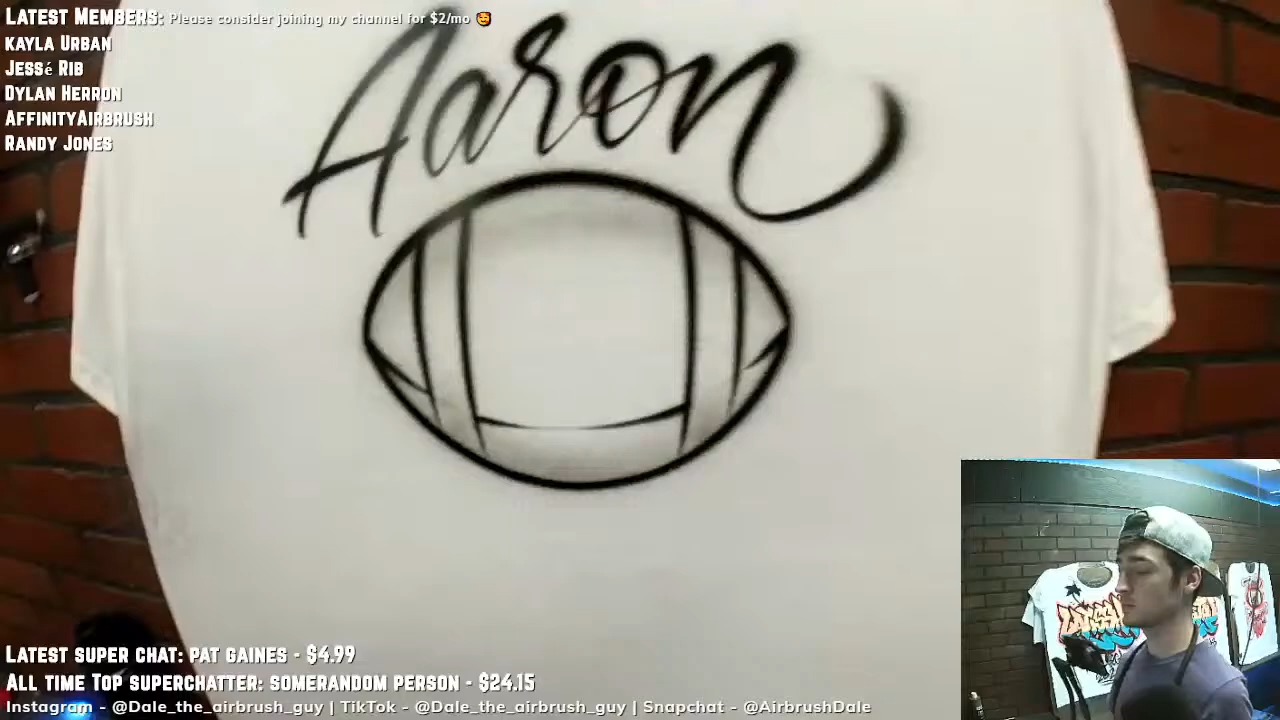 LATEST MEMBERS: Please consider joining my channel for $2/mo 🥰
KAYLA URBAN
JESSé RIB
DYLAN HERRON
AFFINITYAIRBRUSH
RANDY JONES
Aaron
LATEST SUPER CHAT: PAT GAINES - $4.99
ALL TIME TOP SUPERCHATTER: SOMERANDOM PERSON - $24.15
Instagram - @Dale_the_airbrush_guy | TikTok - @Dale_the_airbrush_guy | Snapchat - @AirbrushDale